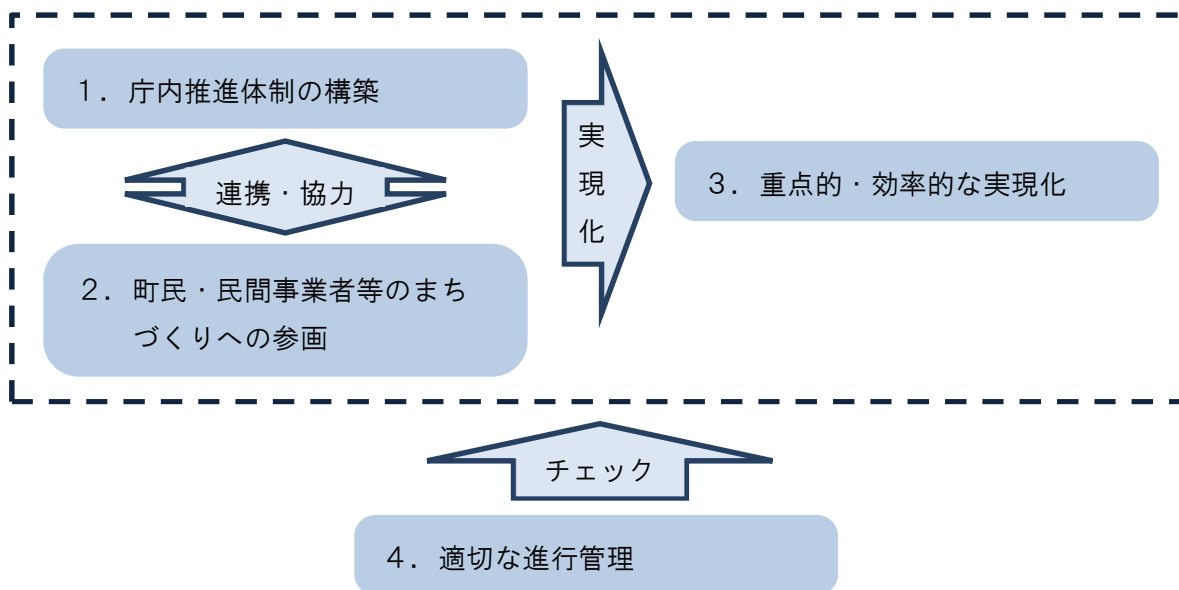 1．庁内推進体制の構築
連携・協力
2．町民・民間事業者等のまち
づくりへの参画
実
現
化
3．重点的・効率的な実現化
チェック
4．適切な進行管理